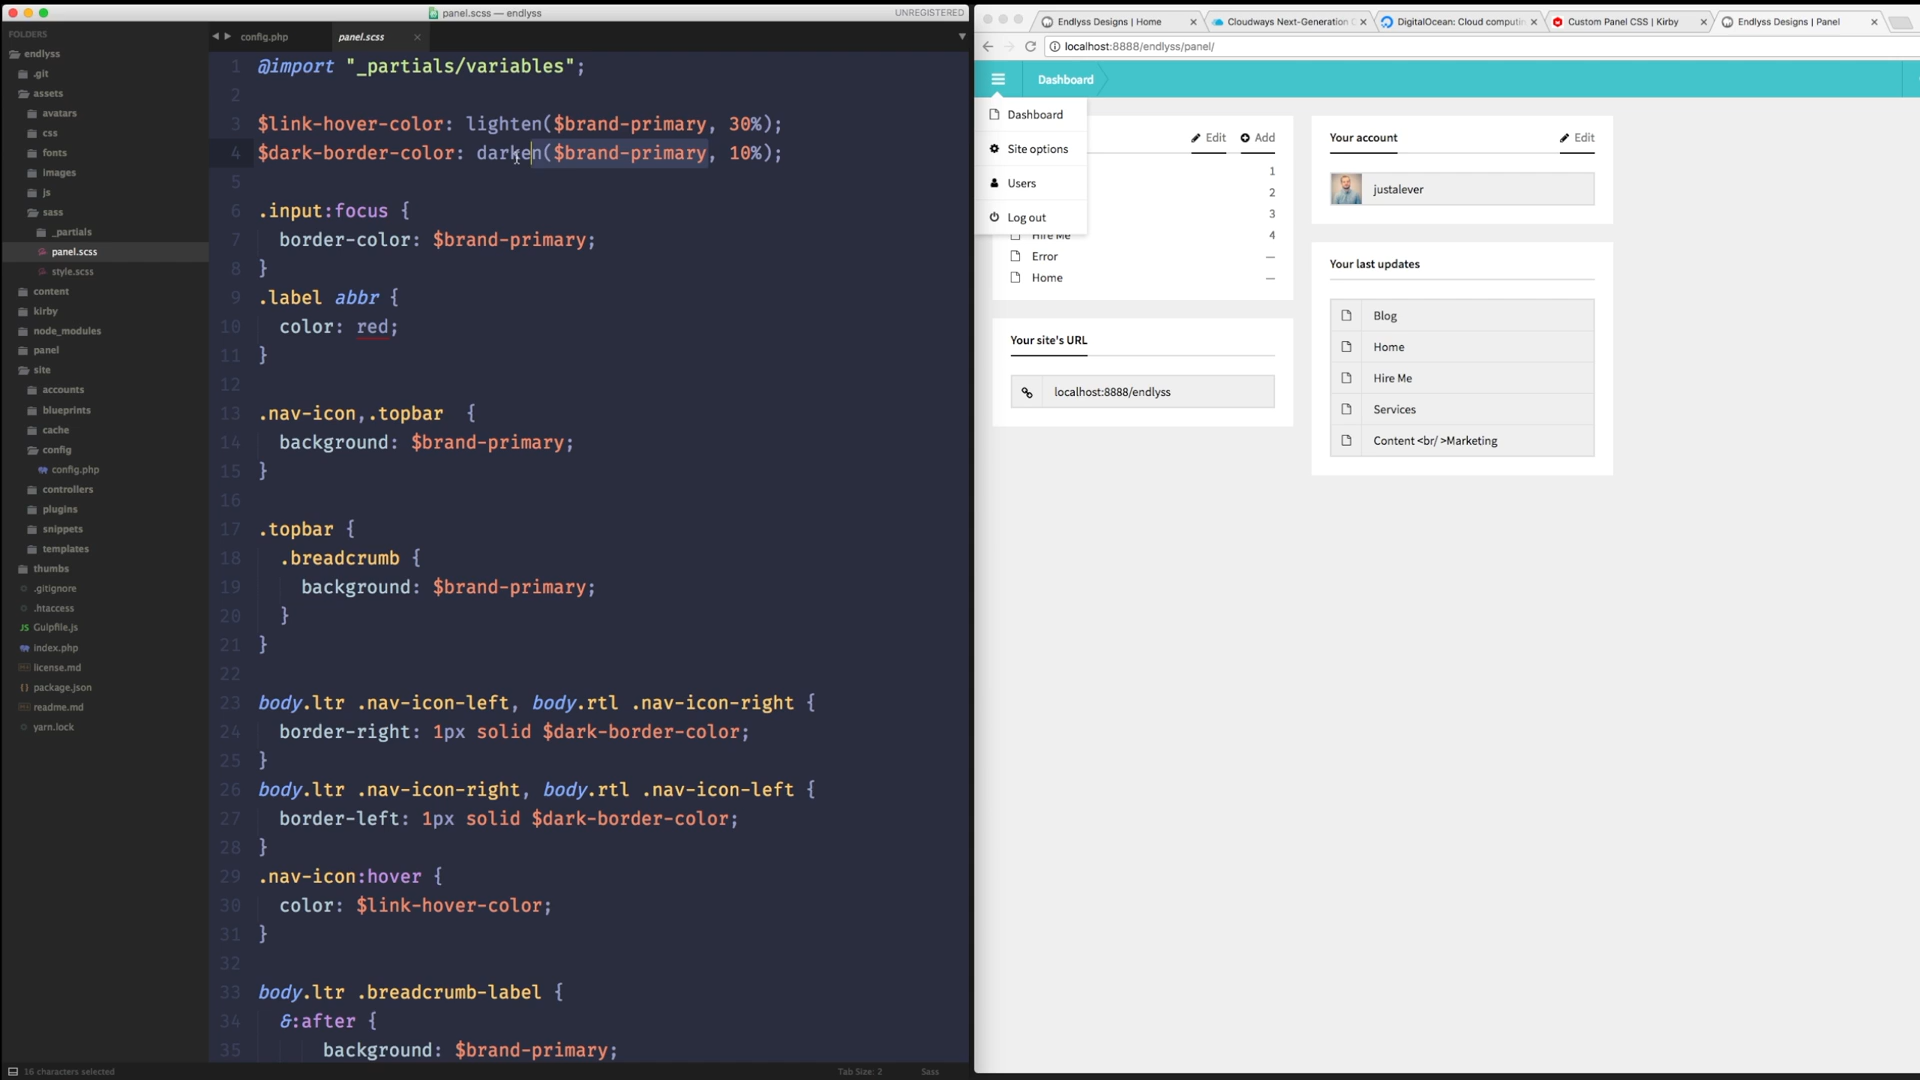 panel.scss — endlyss
UNREGISTERED
FOLDERS
endlyss
.git
assets
avatars
css
fonts
images
js
sass
_partials
panel.scss
style.scss
content
kirby
node_modules
panel
site
accounts
blueprints
cache
config
config.php
controllers
plugins
snippets
templates
thumbs
.gitignore
.htaccess
JS Gulpfile.js
index.php
license.md
package.json
readme.md
yarn.lock
config.php
panel.scss
1 @import "_partials/variables";
2
3 $link-hover-color: lighten($brand-primary, 30%);
4 $dark-border-color: darken($brand-primary, 10%);
5
6 .input:focus {
7 border-color: $brand-primary;
8 }
9 .label abbr {
10 color: red;
11 }
12
13 .nav-icon,.topbar {
14 background: $brand-primary;
15 }
16
17 .topbar {
18 .breadcrumb {
19 background: $brand-primary;
20 }
21 }
22
23 body.ltr .nav-icon-left, body.rtl .nav-icon-right {
24 border-right: 1px solid $dark-border-color;
25 }
26 body.ltr .nav-icon-right, body.rtl .nav-icon-left {
27 border-left: 1px solid $dark-border-color;
28 }
29 .nav-icon:hover {
30 color: $link-hover-color;
31 }
32
33 body.ltr .breadcrumb-label {
34 &:after {
35 background: $brand-primary;
16 characters selected
Tab Size: 2
Sass
Endlyss Designs | Home
Cloudways Next-Generation
DigitalOcean: Cloud computin
Custom Panel CSS | Kirby
Endlyss Designs | Panel
localhost:8888/endlyss/panel/
Dashboard
Dashboard
Site options
Users
Log out
Edit
Add
1
2
3
Hire Me 4
Error —
Home —
Your site's URL
localhost:8888/endlyss
Your account
Edit
justalever
Your last updates
Blog
Home
Hire Me
Services
Content <br/ >Marketing